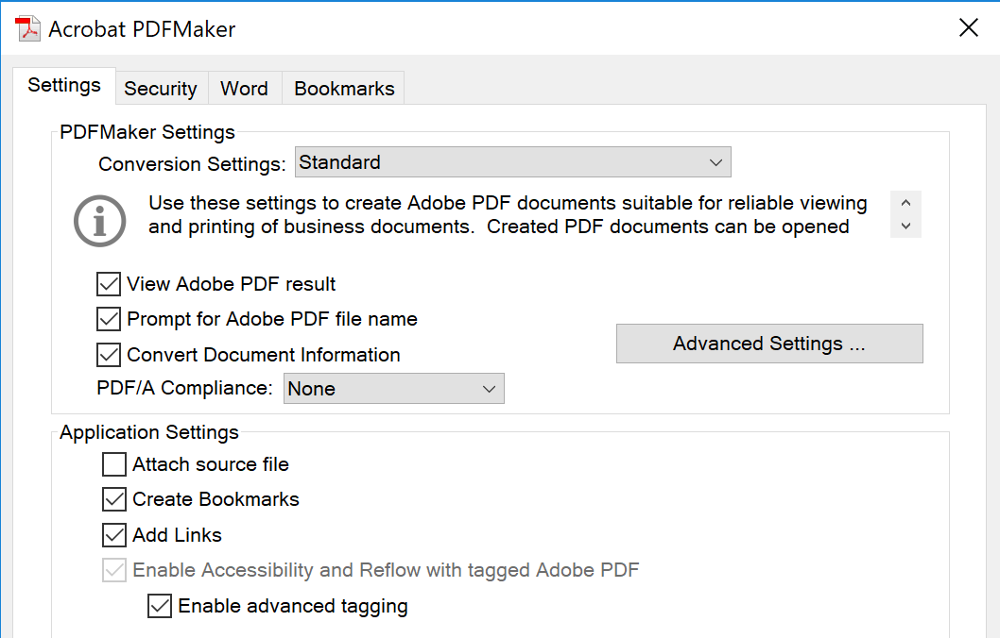 Acrobat PDFMaker
Settings
Security
Word
Bookmarks
PDFMaker Settings
Conversion Settings: Standard
Use these settings to create Adobe PDF documents suitable for reliable viewing
and printing of business documents.  Created PDF documents can be opened
View Adobe PDF result
Prompt for Adobe PDF file name
Convert Document Information
Advanced Settings ...
PDF/A Compliance: None
Application Settings
Attach source file
Create Bookmarks
Add Links
Enable Accessibility and Reflow with tagged Adobe PDF
Enable advanced tagging